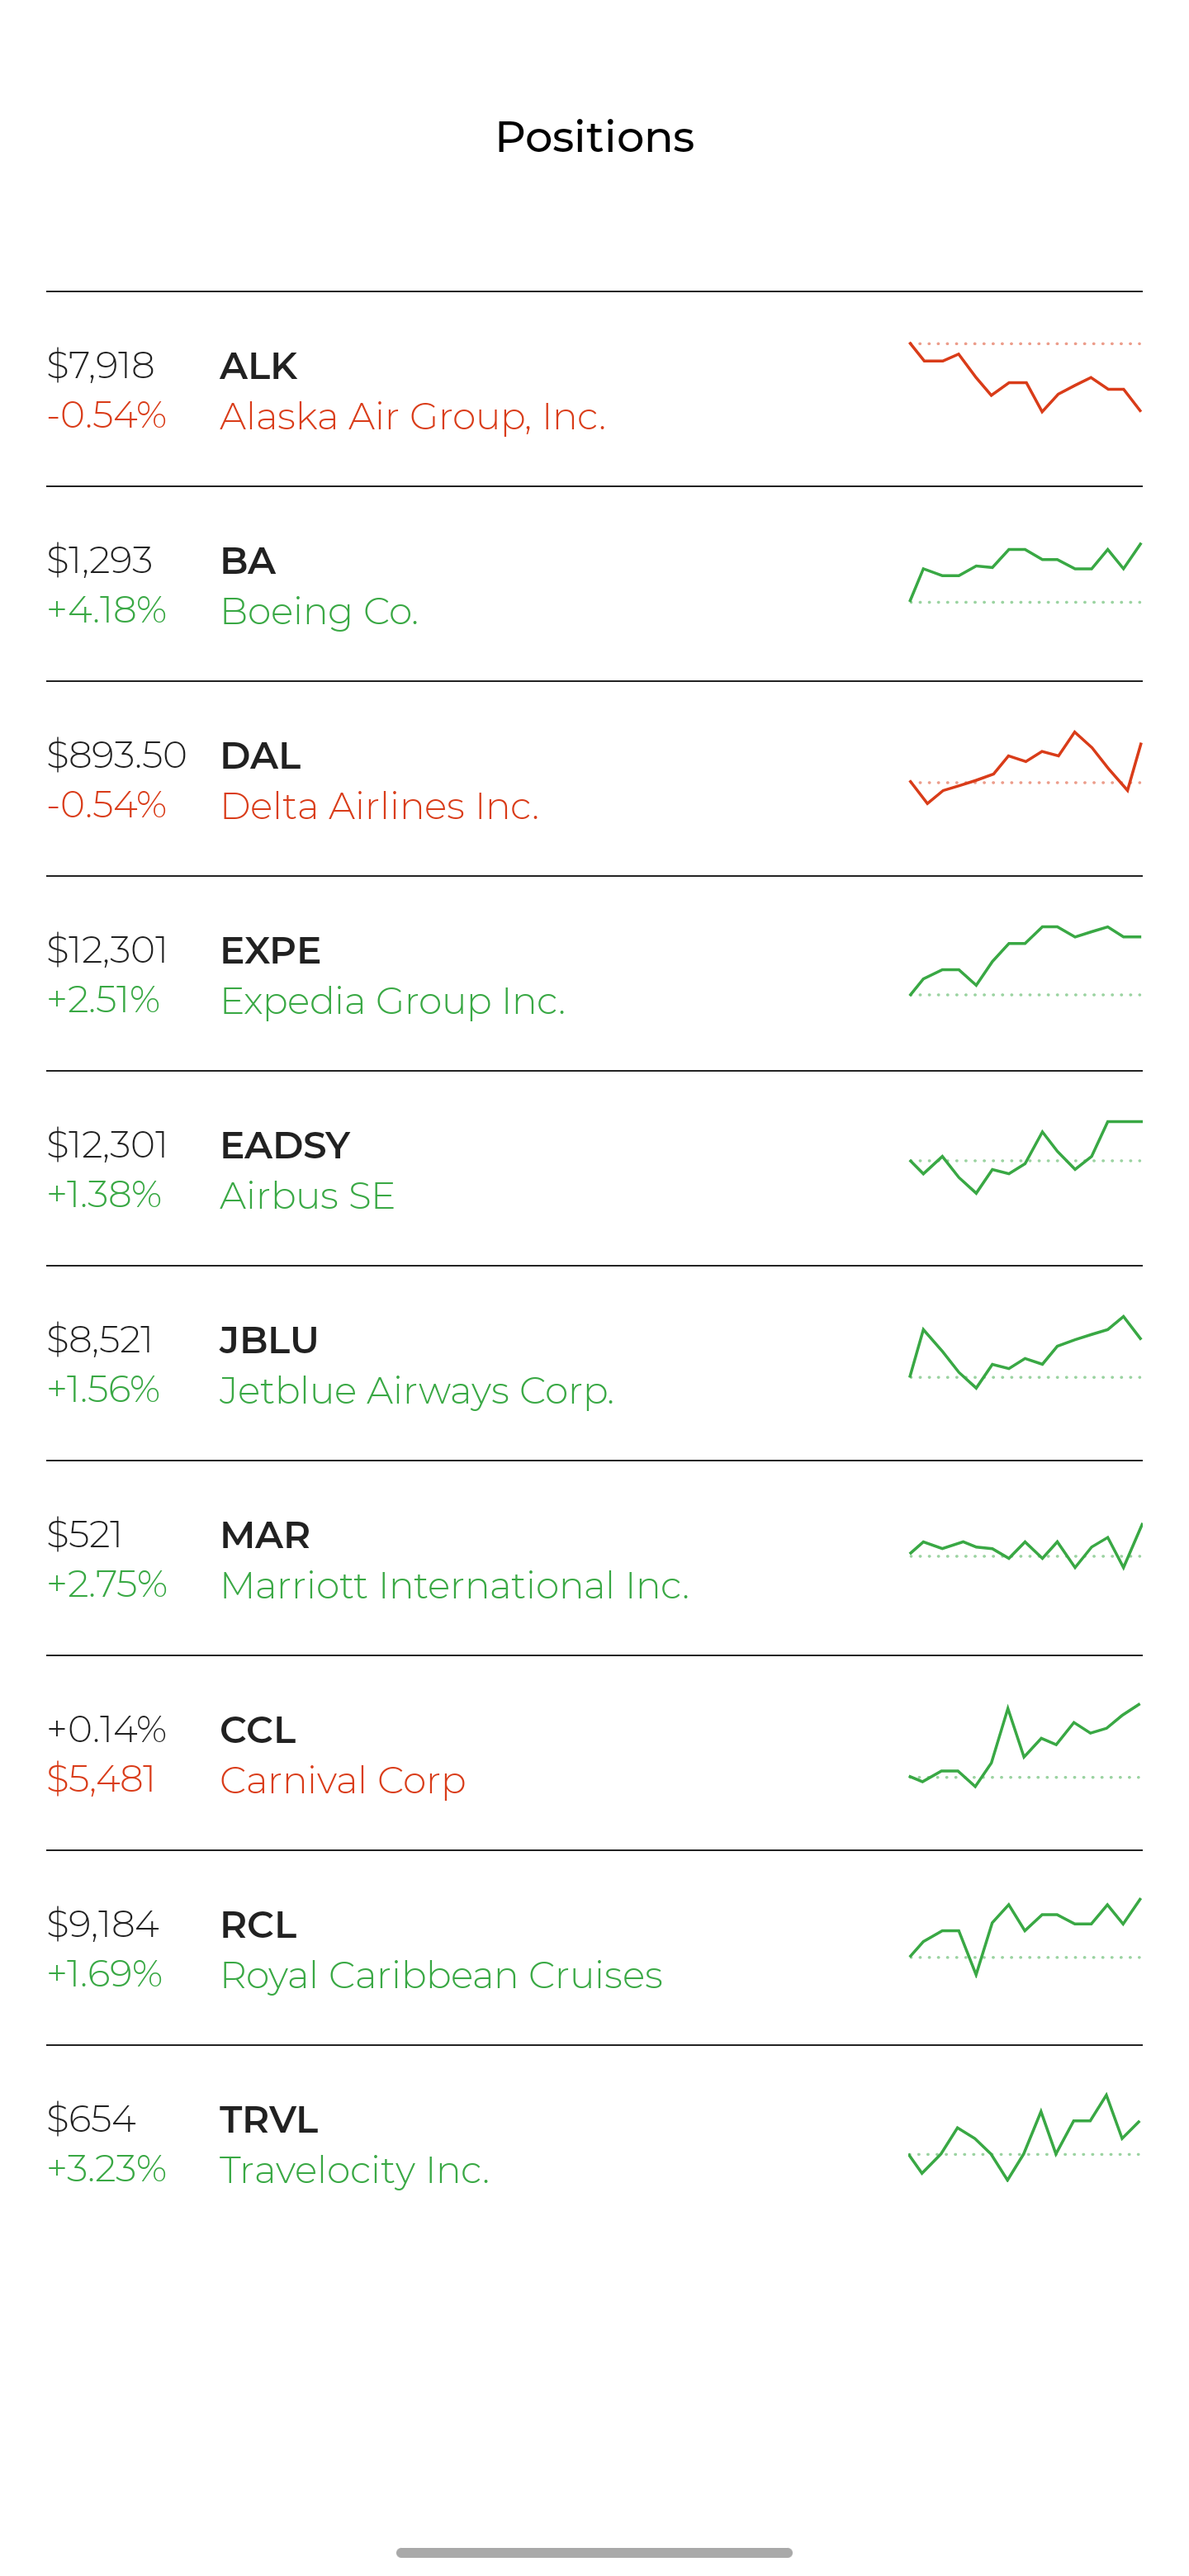 Positions
$7,918 ALK
-0.54% Alaska Air Group, Inc.
$1,293 BA
+4.18% Boeing Co.
$893.50 DAL
-0.54% Delta Airlines Inc.
$12,301 EXPE
+2.51% Expedia Group Inc.
$12,301 EADSY
+1.38% Airbus SE
$8,521 JBLU
+1.56% Jetblue Airways Corp.
$521 MAR
+2.75% Marriott International Inc.
+0.14% CCL
$5,481 Carnival Corp
$9,184 RCL
+1.69% Royal Caribbean Cruises
$654 TRVL
+3.23% Travelocity Inc.